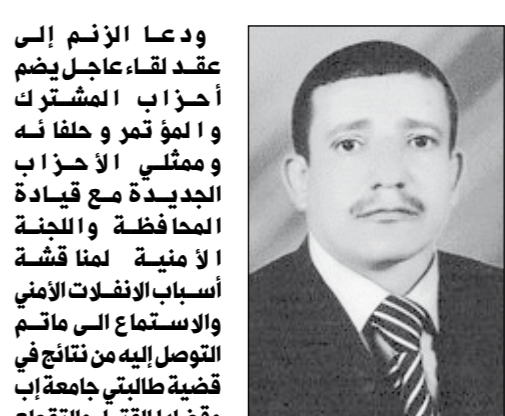 ودعا الزنم إلى
عقد لقاء عاجل يضم
أحزاب المشترك
والمؤتمر وحلفائه
وممثلي الأحزاب
الجديدة مع قيادة
المحافظة واللجنة
الأمنية لمناقشة
أسباب الانفلات الأمني
والاستماع الى ماتم
التوصل إليه من نتائج في
قضية طالبتي جامعة إب